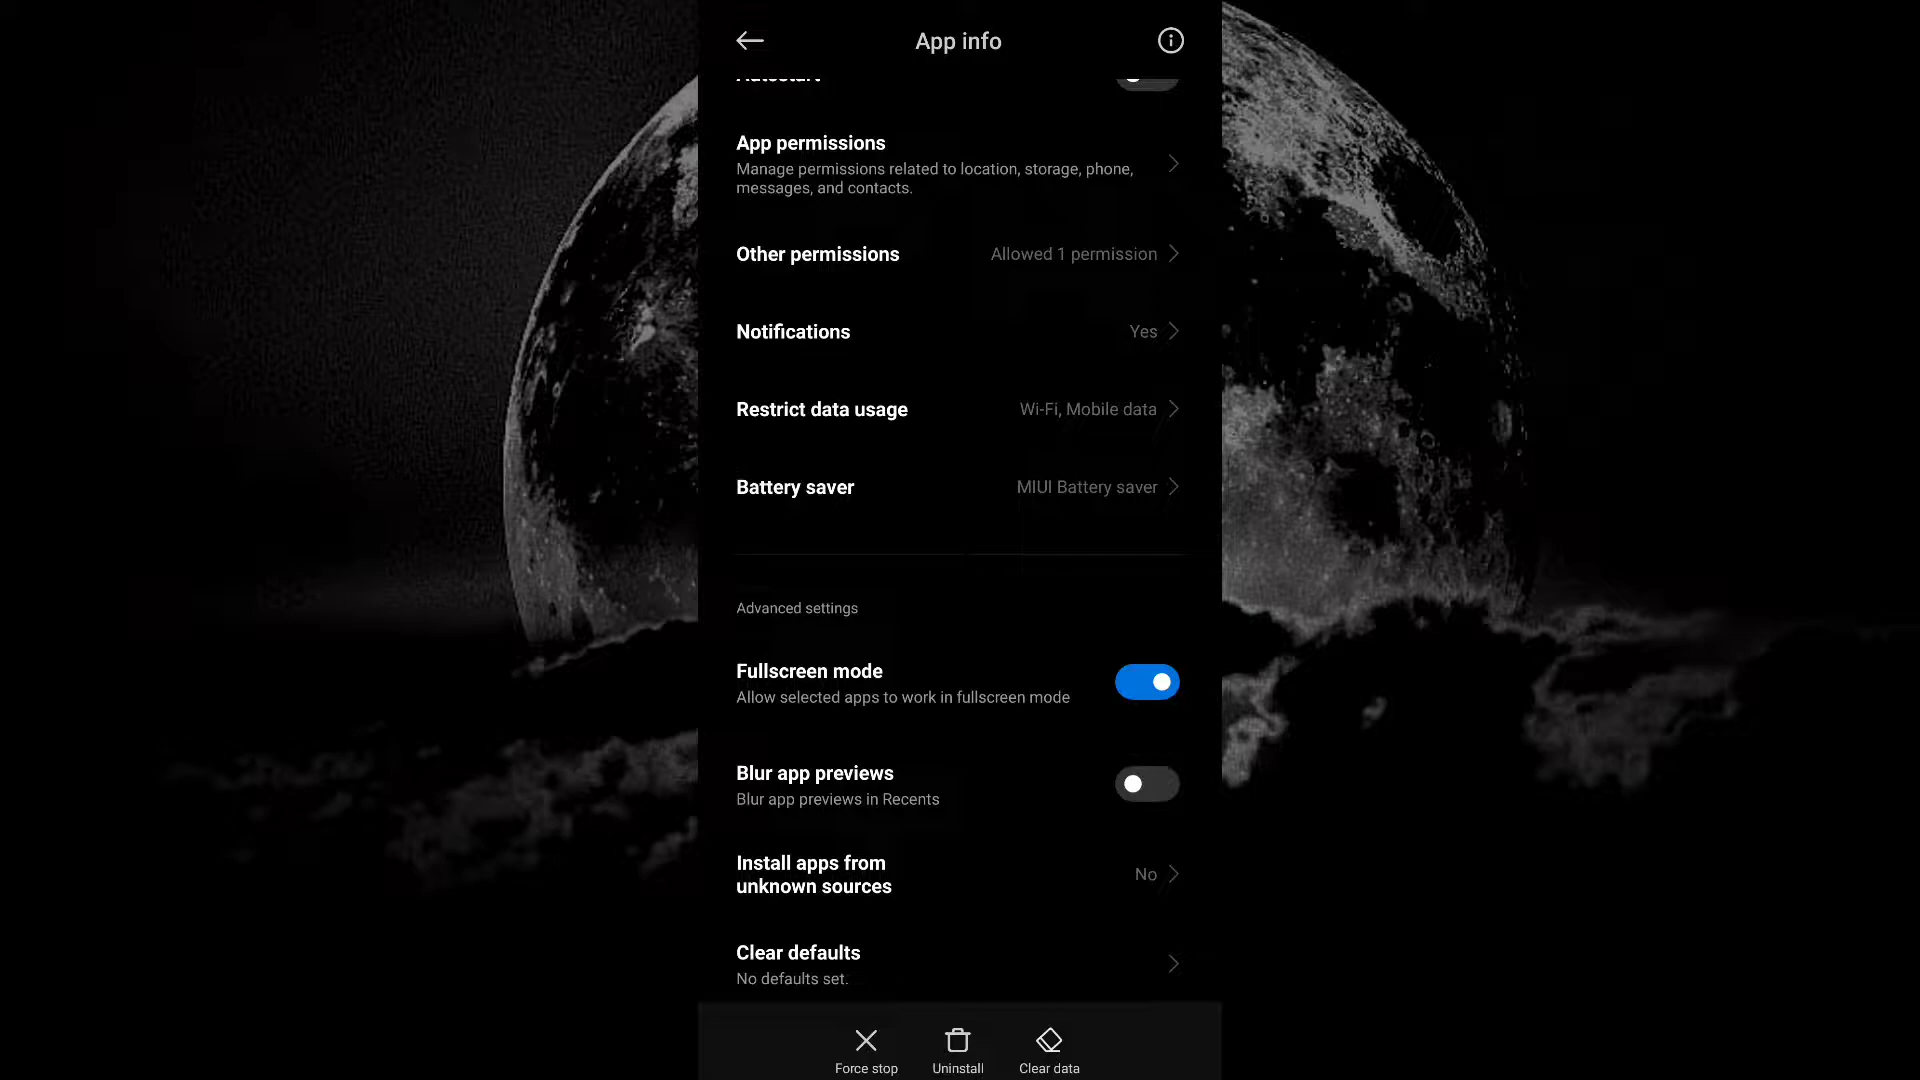 App info
Autostart
App permissions
Manage permissions related to location, storage, phone,
messages, and contacts.
Other permissions
Allowed 1 permission
Notifications
Yes
Restrict data usage
Wi-Fi, Mobile data
Battery saver
MIUI Battery saver
Advanced settings
Fullscreen mode
Allow selected apps to work in fullscreen mode
Blur app previews
Blur app previews in Recents
Install apps from
unknown sources
No
Clear defaults
No defaults set.
Force stop
Uninstall
Clear data